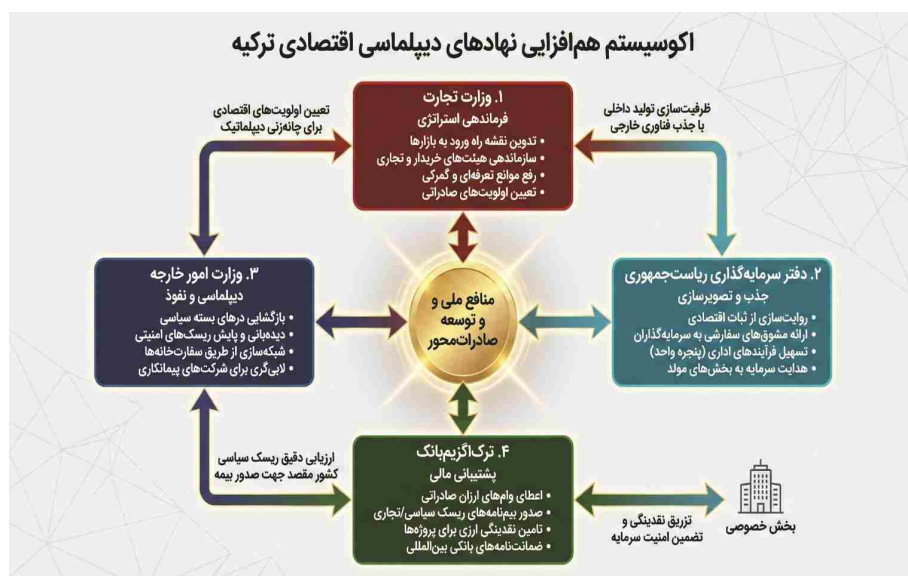 اکوسیستم هم‌افزایی نهادهای دیپلماسی اقتصادی ترکیه
ظرفیت‌سازی تولید داخلی
با جذب فناوری خارجی
۱. وزارت تجارت
فرماندهی استراتژی
• تدوین نقشه راه ورود به بازارها
• سازماندهی هیئت‌های خریدار و تجاری
• رفع موانع تعرفه‌ای و گمرکی
• تعیین اولویت‌های صادراتی
تعیین اولویت‌های اقتصادی
برای چانه‌زنی دیپلماتیک
۲. دفتر سرمایه‌گذاری ریاست‌جمهوری
جذب و تصویرسازی
• روایت‌سازی از ثبات اقتصادی
• ارائه مشوق‌های سفارشی به سرمایه‌گذاران
• تسهیل فرآیندهای اداری (پنجره واحد)
• هدایت سرمایه به بخش‌های مولد
منافع ملی و
و توسعه
صادرات‌محور
۳. وزارت امور خارجه
دیپلماسی و نفوذ
• بازگشایی درهای بسته سیاسی
• دیده‌بانی و پایش ریسک‌های امنیتی
• شبکه‌سازی از طریق سفارت‌خانه‌ها
• لابی‌گری برای شرکت‌های پیمانکاری
۴. ترک‌اگزیم‌بانک
پشتیبانی مالی
• اعطای وام‌های ارزان صادراتی
• صدور بیم‌نامه‌های ریسک سیاسی/تجاری
• تامین نقدینگی ارزی برای پروژه‌ها
• ضمانت‌نامه‌های بانکی بین‌المللی
ارزیابی دقیق ریسک سیاسی
کشور مقصد جهت صدور بیمه
تزریق نقدینگی و
تضمین امنیت سرمایه
بخش خصوصی